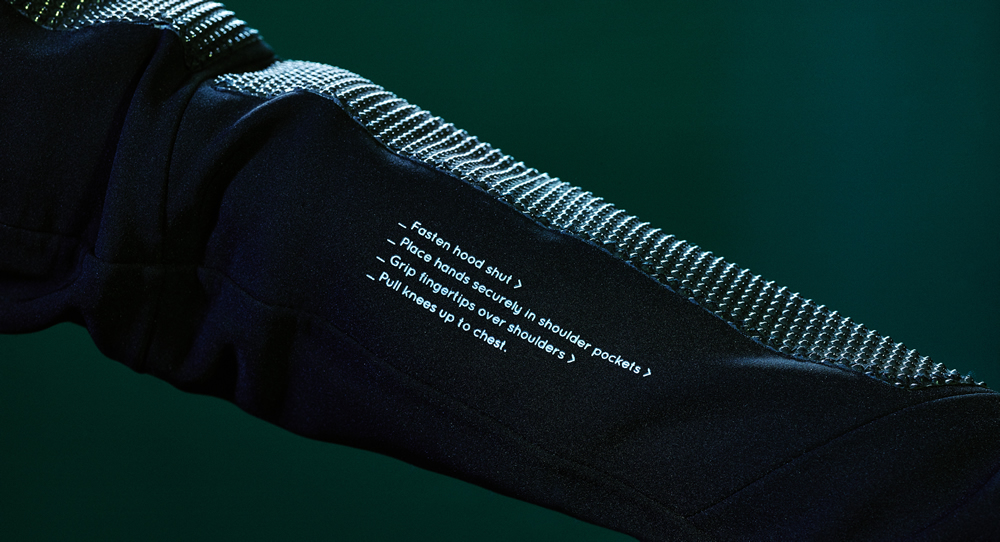 _ Fasten hood shut >
_ Place hands securely in shoulder pockets >
_ Grip fingertips over shoulders >
_ Pull knees up to chest.